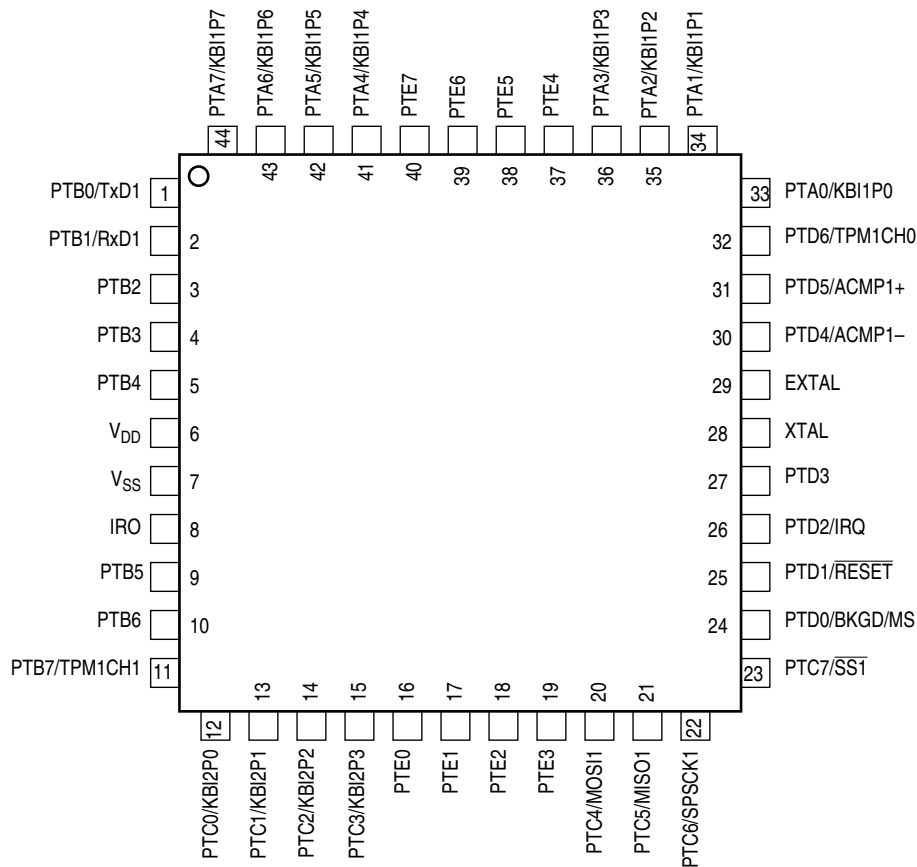 PTA7/KBI1P7
PTA6/KBI1P6
PTA5/KBI1P5
PTA4/KBI1P4
PTE7
PTE6
PTE5
PTE4
PTA3/KBI1P3
PTA2/KBI1P2
PTA1/KBI1P1
44
43
42
41
40
39
38
37
36
35
34
PTB0/TxD1 1
PTB1/RxD1 2
PTB2 3
PTB3 4
PTB4 5
VDD 6
VSS 7
IRO 8
PTB5 9
PTB6 10
PTB7/TPM1CH1 11
33 PTA0/KBI1P0
32 PTD6/TPM1CH0
31 PTD5/ACMP1+
30 PTD4/ACMP1–
29 EXTAL
28 XTAL
27 PTD3
26 PTD2/IRQ
25 PTD1/RESET
24 PTD0/BKGD/MS
23 PTC7/SS1
12
13
14
15
16
17
18
19
20
21
22
PTC0/KBI2P0
PTC1/KBI2P1
PTC2/KBI2P2
PTC3/KBI2P3
PTE0
PTE1
PTE2
PTE3
PTC4/MOSI1
PTC5/MISO1
PTC6/SPSCK1